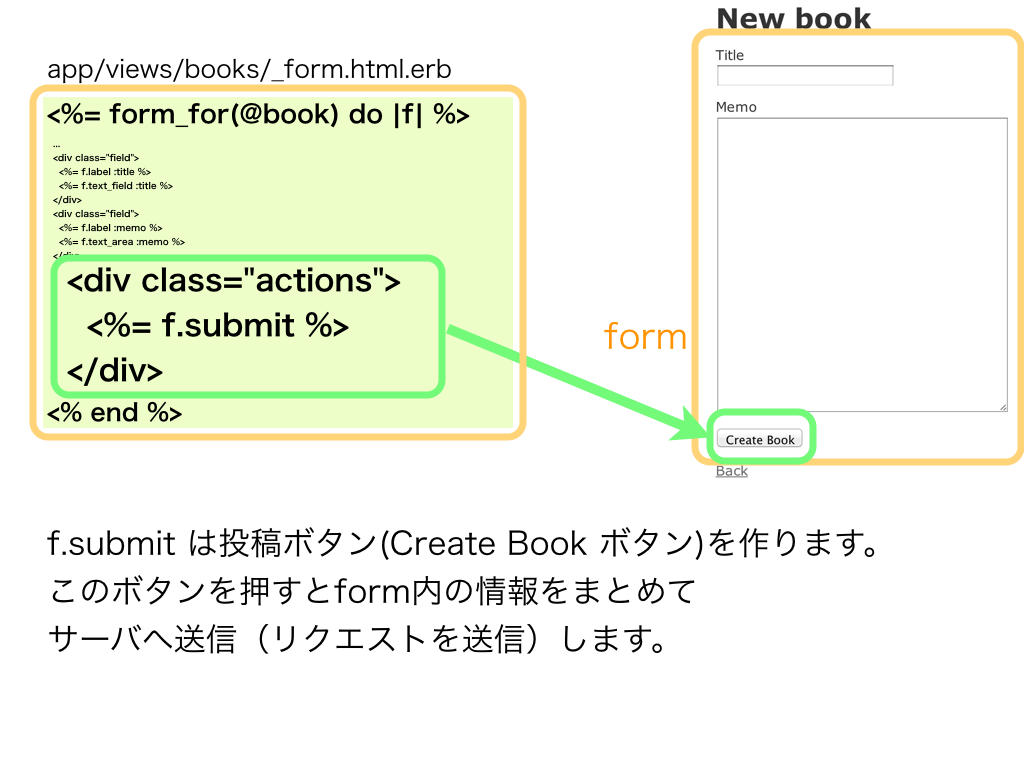 app/views/books/_form.html.erb
<%= form_for(@book) do |f| %>
...
<div class="field">
<%= f.label :title %>
<%= f.text_field :title %>
</div>
<div class="field">
<%= f.label :memo %>
<%= f.text_area :memo %>
</div>
<div class="actions">
<%= f.submit %>
</div>
<% end %>
form
New book
Title
Memo
Create Book
Back
f.submit は投稿ボタン(Create Book ボタン)を作ります。
このボタンを押すとform内の情報をまとめて
サーバへ送信（リクエストを送信）します。